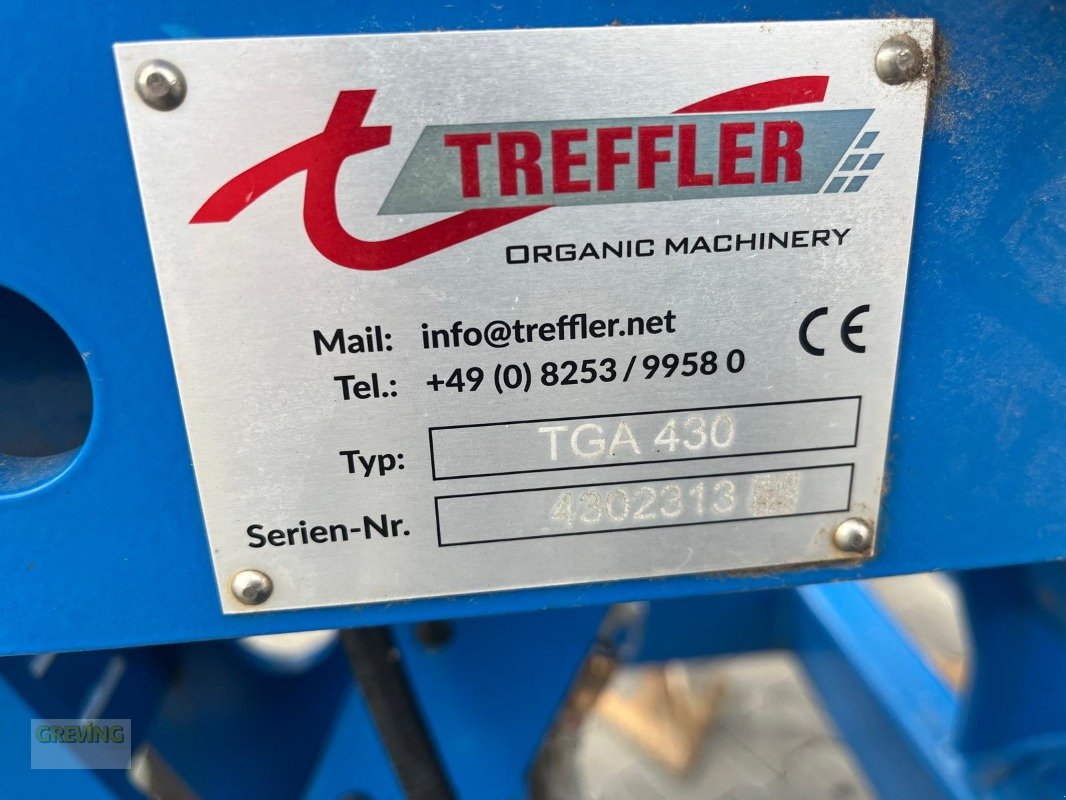 t TREFFLER
ORGANIC MACHINERY
Mail: info@treffler.net
Tel.: +49 (0) 8253 / 9958 0
CE
Typ: TGA 430
Serien-Nr. 4302313
GREVING